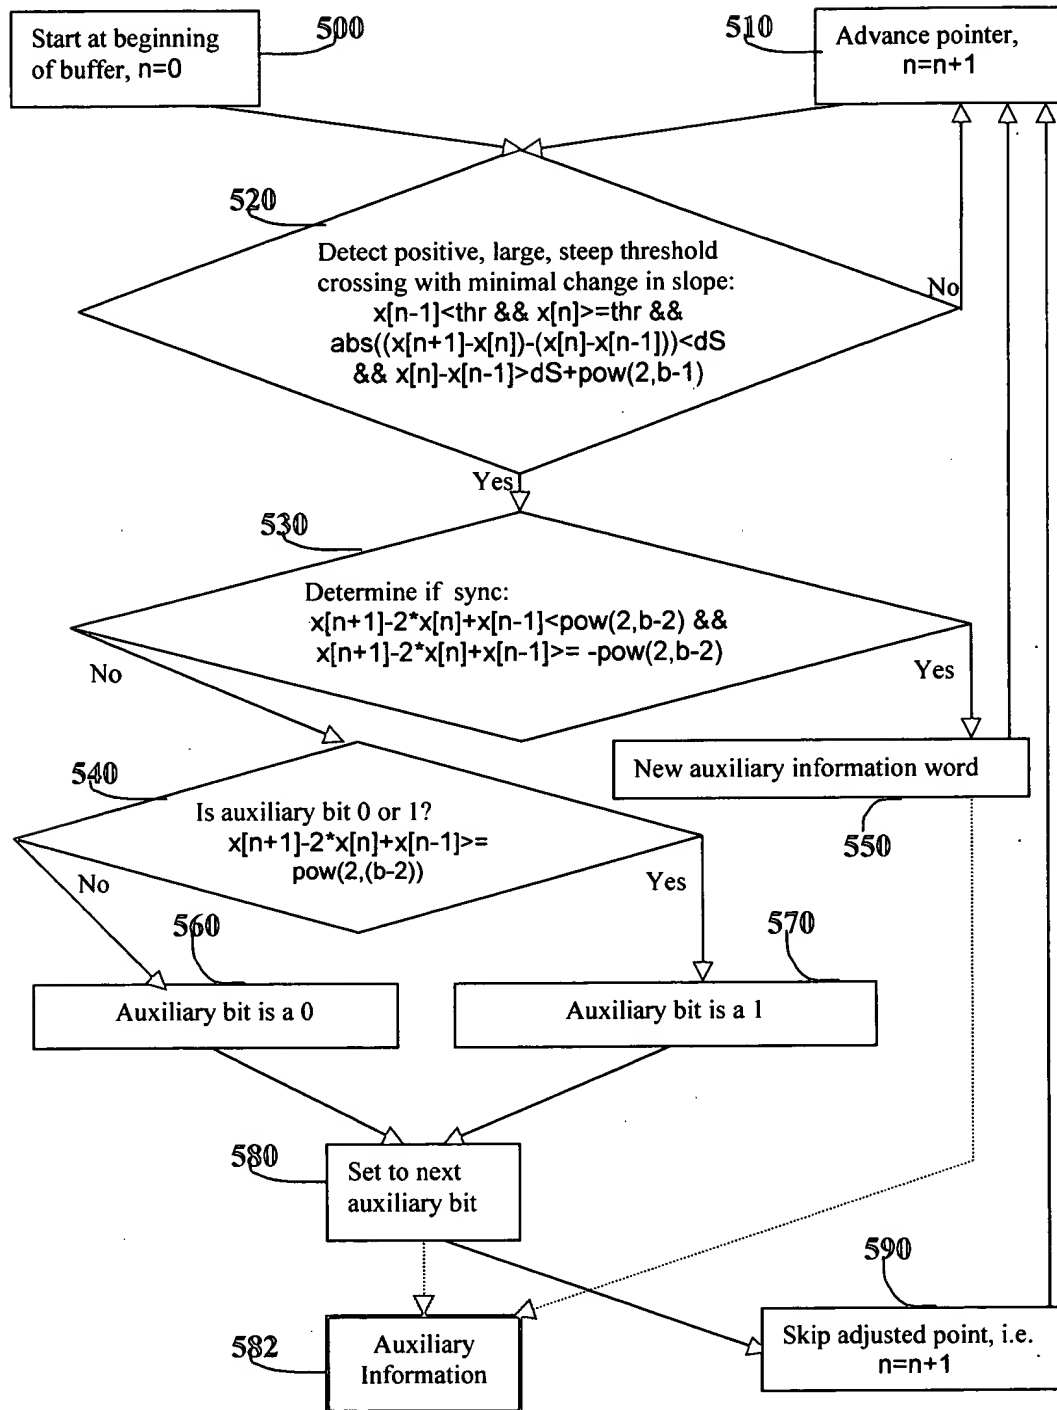 Start at beginning
of buffer, n=0
500
510
Advance pointer,
n=n+1
520
Detect positive, large, steep threshold
crossing with minimal change in slope:
x[n-1]<thr && x[n]>=thr &&
abs((x[n+1]-x[n])-(x[n]-x[n-1]))<dS
&& x[n]-x[n-1]>dS+pow(2,b-1)
No
Yes
530
Determine if sync:
x[n+1]-2*x[n]+x[n-1]<pow(2,b-2) &&
x[n+1]-2*x[n]+x[n-1]>= -pow(2,b-2)
No
Yes
540
Is auxiliary bit 0 or 1?
x[n+1]-2*x[n]+x[n-1]>=
pow(2,(b-2))
No
Yes
New auxiliary information word
550
560
570
Auxiliary bit is a 0
Auxiliary bit is a 1
580
Set to next
auxiliary bit
590
582
Auxiliary
Information
Skip adjusted point, i.e.
n=n+1